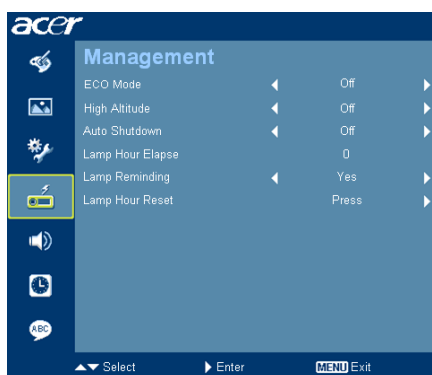 acer
Management
ECO Mode Off
High Altitude Off
Auto Shutdown Off
Lamp Hour Elapse 0
Lamp Reminding Yes
Lamp Hour Reset Press
ABC
Select Enter MENU Exit